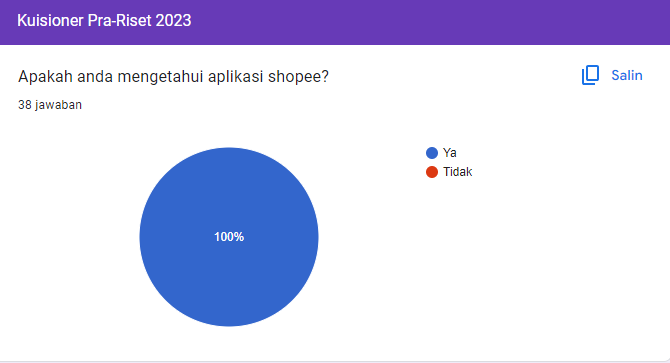 Kuisioner Pra-Riset 2023
Apakah anda mengetahui aplikasi shopee?
Salin
38 jawaban
Ya
Tidak
100%